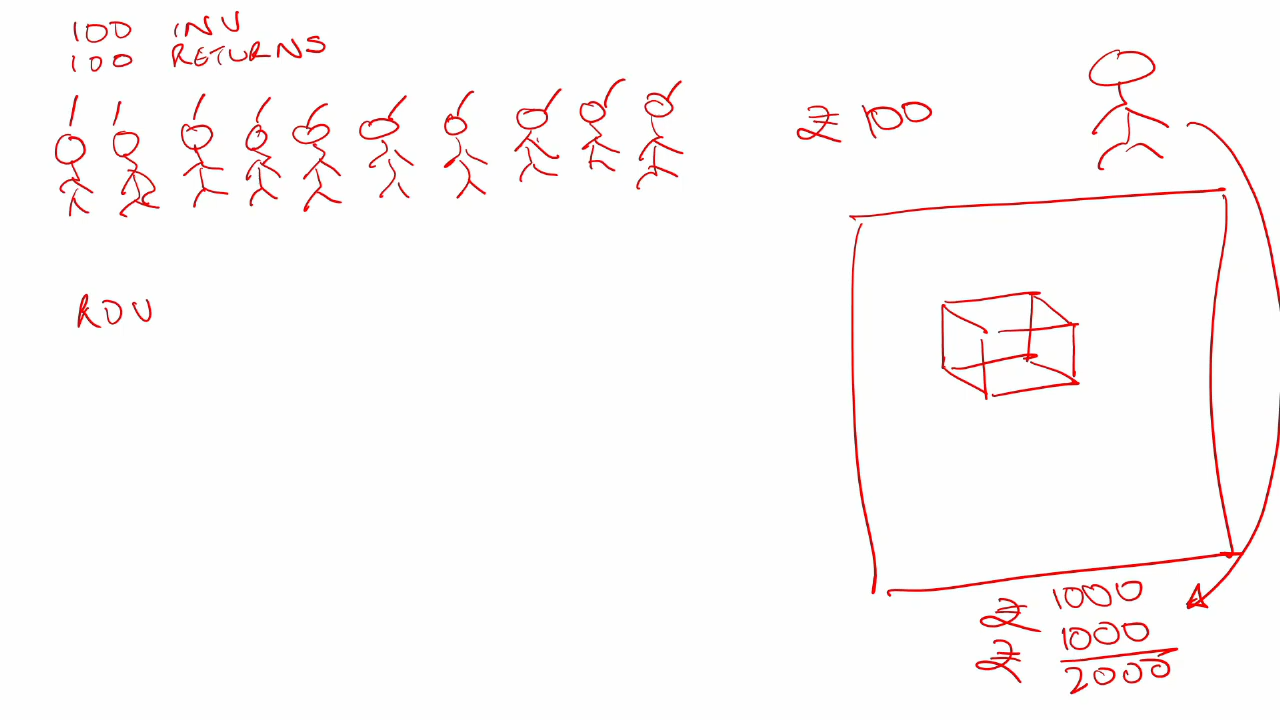 100 INV
100 RETURNS
₹ 100
ROU
₹ 1000
₹ 1000
2000